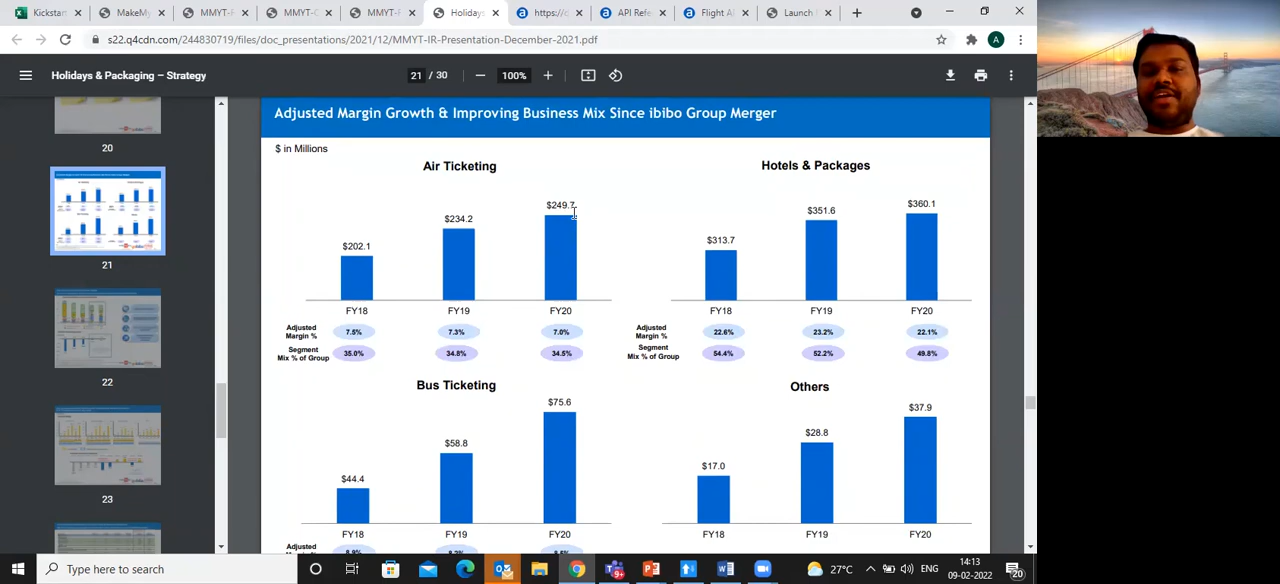 Kickstart
MakeMy
MMYT-
MMYT-
MMYT-F
Holidays
https://d
API Refe
Flight AP
Launch
s22.q4cdn.com/244830719/files/doc_presentations/2021/12/MMYT-IR-Presentation-December-2021.pdf
A
Holidays & Packaging – Strategy
21 / 30
100%
20
21
22
23
Adjusted Margin Growth & Improving Business Mix Since ibibo Group Merger
$ in Millions
Air Ticketing
$202.1
$234.2
$249.7
FY18
FY19
FY20
Adjusted Margin %
7.5%
7.3%
7.0%
Segment Mix % of Group
35.0%
34.8%
34.5%
Hotels & Packages
$313.7
$351.6
$360.1
FY18
FY19
FY20
Adjusted Margin %
22.6%
23.2%
22.1%
Segment Mix % of Group
54.4%
52.2%
49.8%
Bus Ticketing
$44.4
$58.8
$75.6
FY18
FY19
FY20
Adjusted
Others
$17.0
$28.8
$37.9
FY18
FY19
FY20
Type here to search
27°C
ENG
14:13
09-02-2022
20